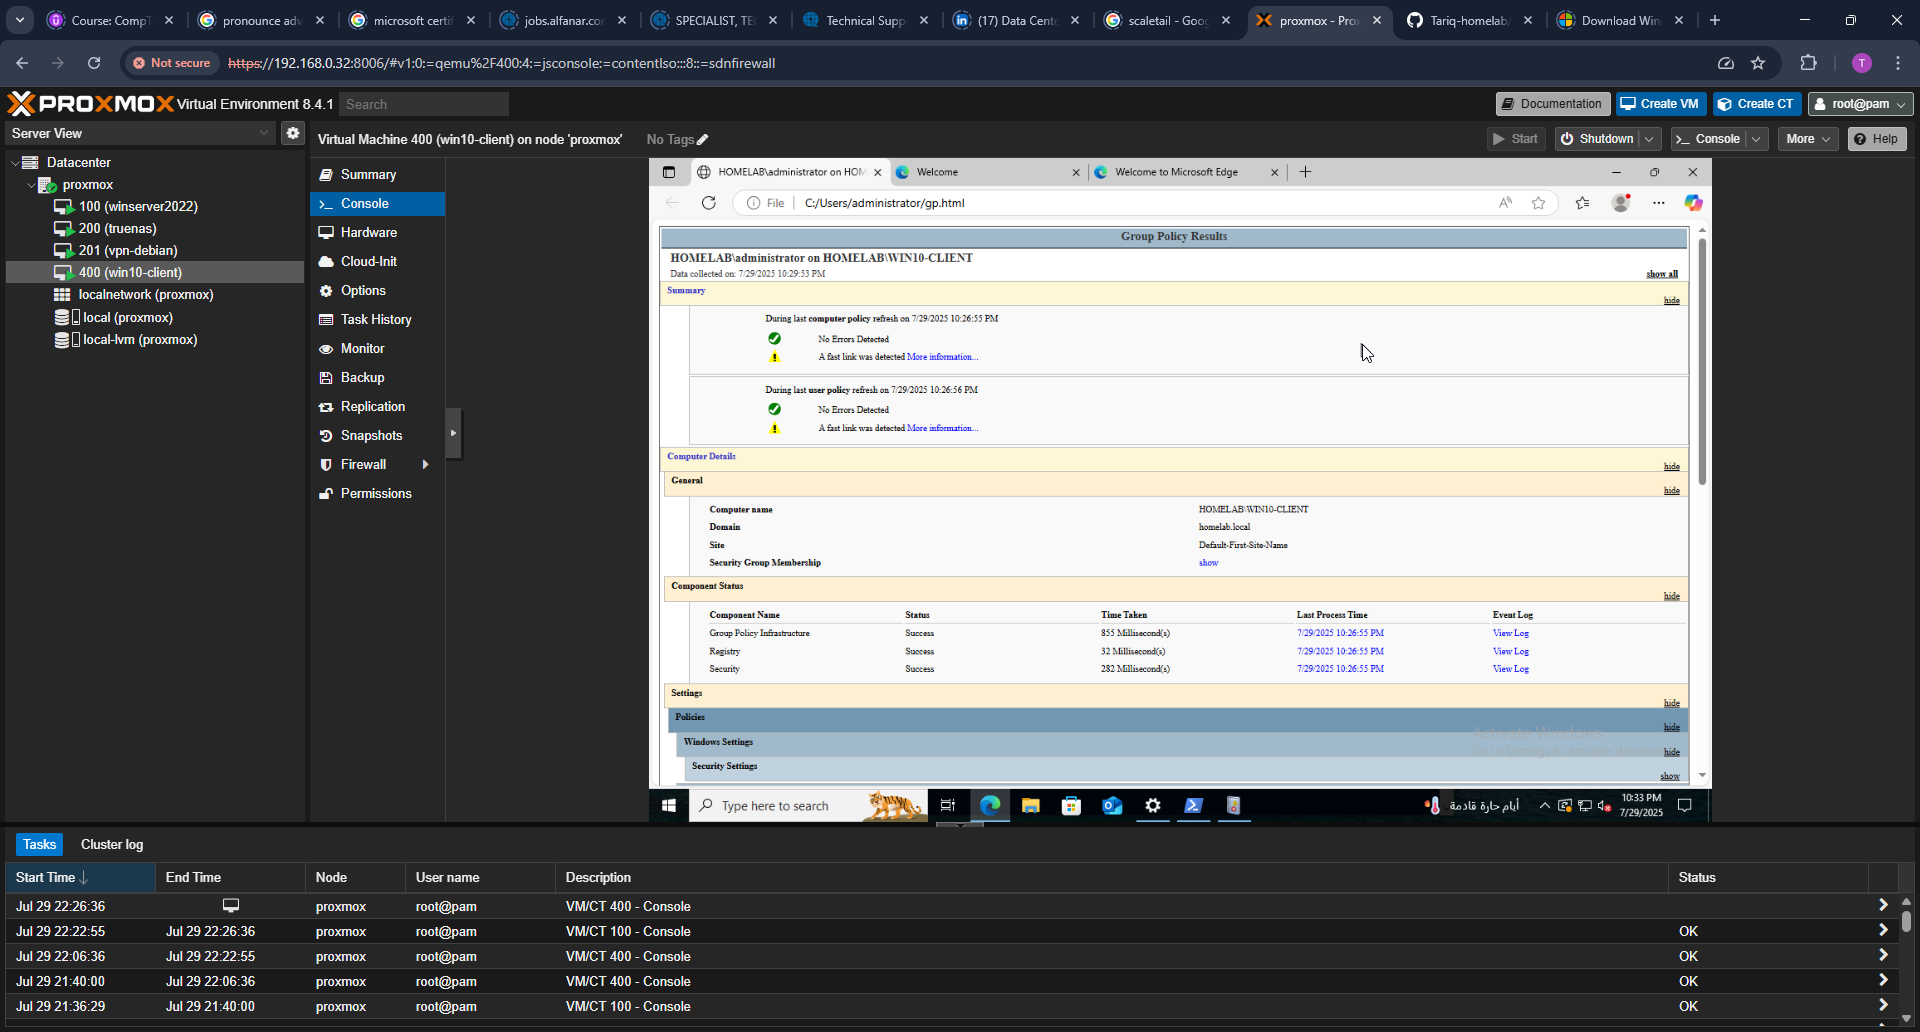 Course: CompT
pronounce adv
microsoft certif
jobs.alfanar.co
SPECIALIST, TE
Technical Supp
(17) Data Cent
scaletail - Goog
proxmox - Prox
Tariq-homelab
Download Win
Not secure
https://192.168.0.32:8006/#v1:0:=qemu%2F400:4:=jsconsole:=contentIso:::8::=sdnfirewall
T
PROXMOX Virtual Environment 8.4.1
Search
Documentation
Create VM
Create CT
root@pam
Server View
Virtual Machine 400 (win10-client) on node 'proxmox'
No Tags
Start
Shutdown
Console
More
Help
Datacenter
proxmox
100 (winserver2022)
200 (truenas)
201 (vpn-debian)
400 (win10-client)
localnetwork (proxmox)
local (proxmox)
local-lvm (proxmox)
Summary
Console
Hardware
Cloud-Init
Options
Task History
Monitor
Backup
Replication
Snapshots
Firewall
Permissions
HOMELAB\administrator on HOM
Welcome
Welcome to Microsoft Edge
File
C:/Users/administrator/gp.html
Group Policy Results
HOMELAB\administrator on HOMELAB\WIN10-CLIENT
Data collected on: 7/29/2025 10:29:53 PM
show all
Summary
hide
During last computer policy refresh on 7/29/2025 10:26:55 PM
No Errors Detected
A fast link was detected More information...
During last user policy refresh on 7/29/2025 10:26:56 PM
No Errors Detected
A fast link was detected More information...
Computer Details
hide
General
hide
Computer name HOMELAB\WIN10-CLIENT
Domain homelab.local
Site Default-First-Site-Name
Security Group Membership show
Component Status
hide
Component Name Status Time Taken Last Process Time Event Log
Group Policy Infrastructure Success 855 Millisecond(s) 7/29/2025 10:26:55 PM View Log
Registry Success 32 Millisecond(s) 7/29/2025 10:26:55 PM View Log
Security Success 282 Millisecond(s) 7/29/2025 10:26:55 PM View Log
Settings
hide
Policies
hide
Activate Windows
Windows Settings
Go to Settings to activate Windows.
hide
Security Settings
show
Type here to search
أيام حارة قادمة
10:33 PM
7/29/2025
Tasks
Cluster log
Start Time End Time Node User name Description Status
Jul 29 22:26:36 proxmox root@pam VM/CT 400 - Console
Jul 29 22:22:55 Jul 29 22:26:36 proxmox root@pam VM/CT 100 - Console OK
Jul 29 22:06:36 Jul 29 22:22:55 proxmox root@pam VM/CT 400 - Console OK
Jul 29 21:40:00 Jul 29 22:06:36 proxmox root@pam VM/CT 400 - Console OK
Jul 29 21:36:29 Jul 29 21:40:00 proxmox root@pam VM/CT 100 - Console OK